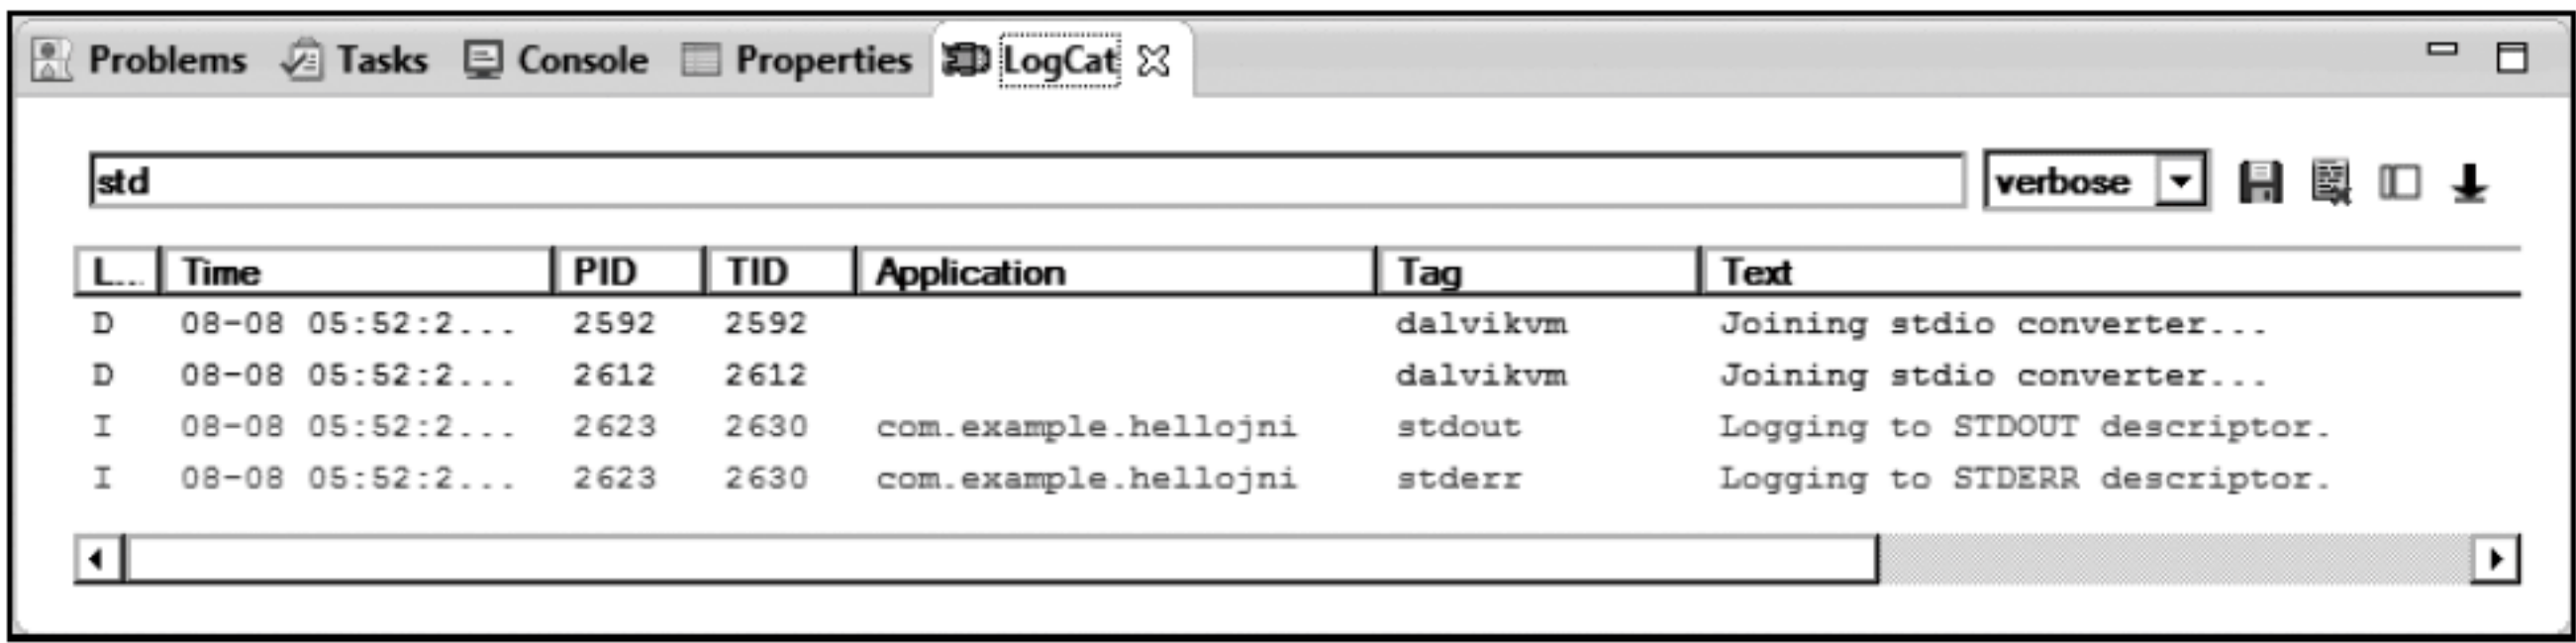 Problems Tasks Console Properties LogCat
std verbose
L... Time PID TID Application Tag Text
D 08-08 05:52:2... 2592 2592 dalvikvm Joining stdio converter...
D 08-08 05:52:2... 2612 2612 dalvikvm Joining stdio converter...
I 08-08 05:52:2... 2623 2630 com.example.hellojni stdout Logging to STDOUT descriptor.
I 08-08 05:52:2... 2623 2630 com.example.hellojni stderr Logging to STDERR descriptor.